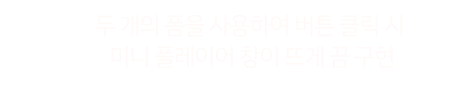 두 개의 폼을 사용하여 버튼 클릭 시
미니 플레이어 창이 뜨게 끔 구현